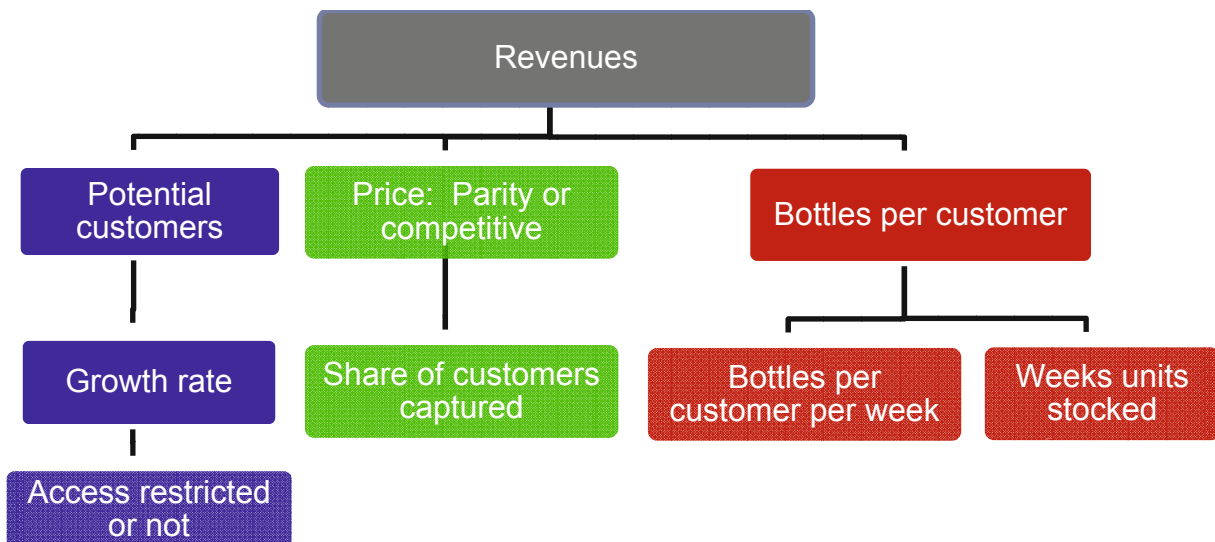 Revenues
Potential
customers
Price: Parity or
competitive
Bottles per customer
Growth rate
Share of customers
captured
Bottles per
customer per week
Weeks units
stocked
Access restricted
or not